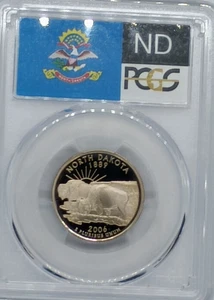 ND
PCGS
NORTH DAKOTA
1889
2006
E PLURIBUS UNUM